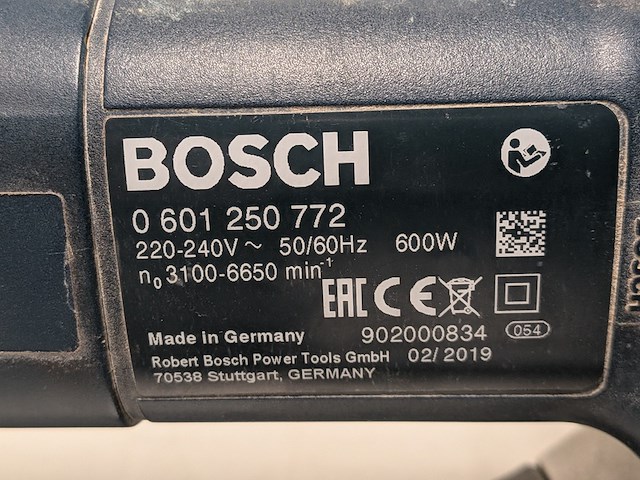 BOSCH
0 601 250 772
220-240V ~ 50/60Hz 600W
n₀ 3100-6650 min⁻¹
EAC CE
Made in Germany 902000834 054
Robert Bosch Power Tools GmbH 02/2019
70538 Stuttgart, GERMANY